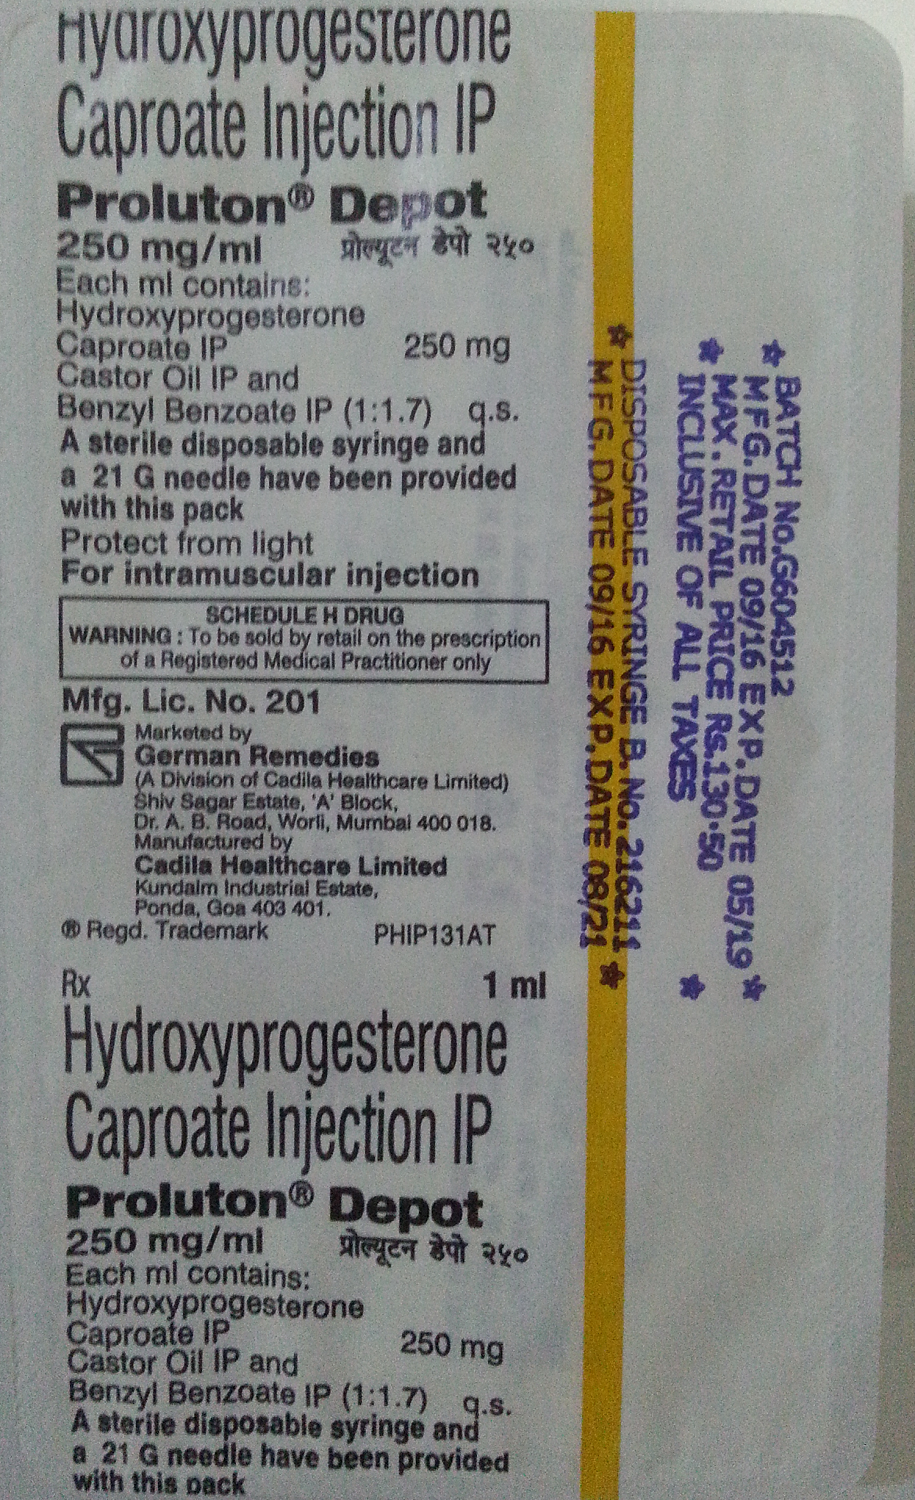 Hydroxyprogesterone
Caproate Injection IP
Proluton® Depot
250 mg/ml प्रोल्यूटन डेपो २५०
Each ml contains:
Hydroxyprogesterone
Caproate IP 250 mg
Castor Oil IP and
Benzyl Benzoate IP (1:1.7) q.s.
A sterile disposable syringe and
a 21 G needle have been provided
with this pack
Protect from light
For intramuscular injection
SCHEDULE H DRUG
WARNING : To be sold by retail on the prescription
of a Registered Medical Practitioner only
Mfg. Lic. No. 201
Marketed by
German Remedies
(A Division of Cadila Healthcare Limited)
Shiv Sagar Estate, 'A' Block,
Dr. A. B. Road, Worli, Mumbai 400 018.
Manufactured by
Cadila Healthcare Limited
Kundaim Industrial Estate,
Ponda, Goa 403 401.
® Regd. Trademark PHIP131AT
Rx 1 ml
Hydroxyprogesterone
Caproate Injection IP
Proluton® Depot
250 mg/ml प्रोल्यूटन डेपो २५०
Each ml contains:
Hydroxyprogesterone
Caproate IP 250 mg
Castor Oil IP and
Benzyl Benzoate IP (1:1.7) q.s.
A sterile disposable syringe and
a 21 G needle have been provided
with this pack
* BATCH No.G604512
MFG.DATE 09/16 EXP.DATE 05/19 *
* MAX.RETAIL PRICE Rs.130.50
INCLUSIVE OF ALL TAXES *
* DISPOSABLE SYRINGE B.No.216211
MFG.DATE 09/16 EXP.DATE 08/21 *